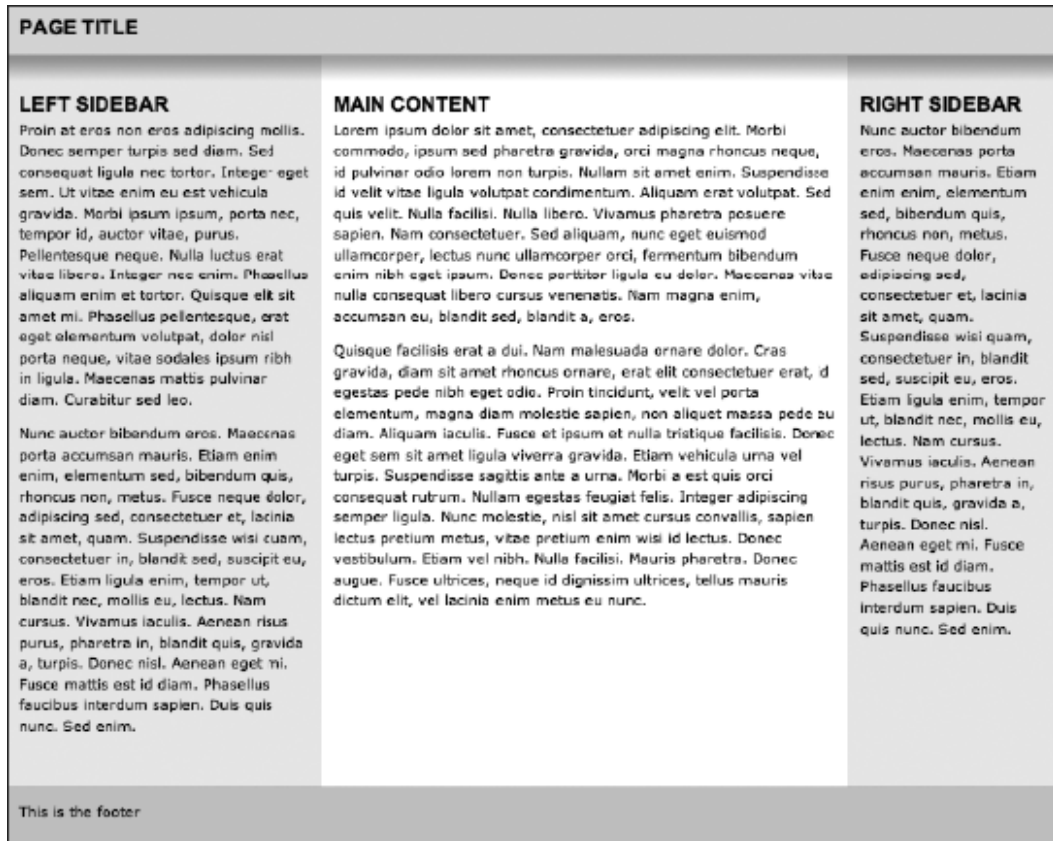 PAGE TITLE
LEFT SIDEBAR
Proin at eros non eros adipiscing mollis.
Donec semper turpis sed diam. Sed
consequat ligula nec tortor. Integer eget
sem. Ut vitae enim eu est vehicula
gravida. Morbi ipsum ipsum, porta nec,
tempor id, auctor vitae, purus.
Pellentesque neque. Nulla luctus erat
vitae libero. Integer nec enim. Phasellus
aliquam enim et tortor. Quisque elit sit
amet mi. Phasellus pellentesque, erat
eget elementum volutpat, dolor nisl
porta neque, vitae sodales ipsum nibh
in ligula. Maecenas mattis pulvinar
diam. Curabitur sed leo.
Nunc auctor bibendum eros. Maecenas
porta accumsan mauris. Etiam enim
enim, elementum sed, bibendum quis,
rhoncus non, metus. Fusce neque dolor,
adipiscing sed, consectetuer et, lacinia
sit amet, quam. Suspendisse wisi quam,
consectetuer in, blandit sed, suscipit eu,
eros. Etiam ligula enim, tempor ut,
blandit nec, mollis eu, lectus. Nam
cursus. Vivamus iaculis. Aenean risus
purus, pharetra in, blandit quis, gravida
a, turpis. Donec nisl. Aenean eget mi.
Fusce mattis est id diam. Phasellus
faucibus interdum sapien. Duis quis
nunc. Sed enim.
MAIN CONTENT
Lorem ipsum dolor sit amet, consectetuer adipiscing elit. Morbi
commodo, ipsum sed pharetra gravida, orci magna rhoncus neque,
id pulvinar odio lorem non turpis. Nullam sit amet enim. Suspendisse
id velit vitae ligula volutpat condimentum. Aliquam erat volutpat. Sed
quis velit. Nulla facilisi. Nulla libero. Vivamus pharetra posuere
sapien. Nam consectetuer. Sed aliquam, nunc eget euismod
ullamcorper, lectus nunc ullamcorper orci, fermentum bibendum
enim nibh eget ipsum. Donec porttitor ligula eu dolor. Maecenas vitae
nulla consequat libero cursus venenatis. Nam magna enim,
accumsan eu, blandit sed, blandit a, eros.
Quisque facilisis erat a dui. Nam malesuada ornare dolor. Cras
gravida, diam sit amet rhoncus ornare, erat elit consectetuer erat, id
egestas pede nibh eget odio. Proin tincidunt, velit vel porta
elementum, magna diam molestie sapien, non aliquet massa pede eu
diam. Aliquam iaculis. Fusce et ipsum et nulla tristique facilisis. Donec
eget sem sit amet ligula viverra gravida. Etiam vehicula urna vel
turpis. Suspendisse sagittis ante a urna. Morbi a est quis orci
consequat rutrum. Nullam egestas feugiat felis. Integer adipiscing
semper ligula. Nunc molestie, nisl sit amet cursus convallis, sapien
lectus pretium metus, vitae pretium enim wisi id lectus. Donec
vestibulum. Etiam vel nibh. Nulla facilisi. Mauris pharetra. Donec
augue. Fusce ultrices, neque id dignissim ultrices, tellus mauris
dictum elit, vel lacinia enim metus eu nunc.
RIGHT SIDEBAR
Nunc auctor bibendum
eros. Maecenas porta
accumsan mauris. Etiam
enim enim, elementum
sed, bibendum quis,
rhoncus non, metus.
Fusce neque dolor,
adipiscing sed,
consectetuer et, lacinia
sit amet, quam.
Suspendisse wisi quam,
consectetuer in, blandit
sed, suscipit eu, eros.
Etiam ligula enim, tempor
ut, blandit nec, mollis eu,
lectus. Nam cursus.
Vivamus iaculis. Aenean
risus purus, pharetra in,
blandit quis, gravida a,
turpis. Donec nisl.
Aenean eget mi. Fusce
mattis est id diam.
Phasellus faucibus
interdum sapien. Duis
quis nunc. Sed enim.
This is the footer